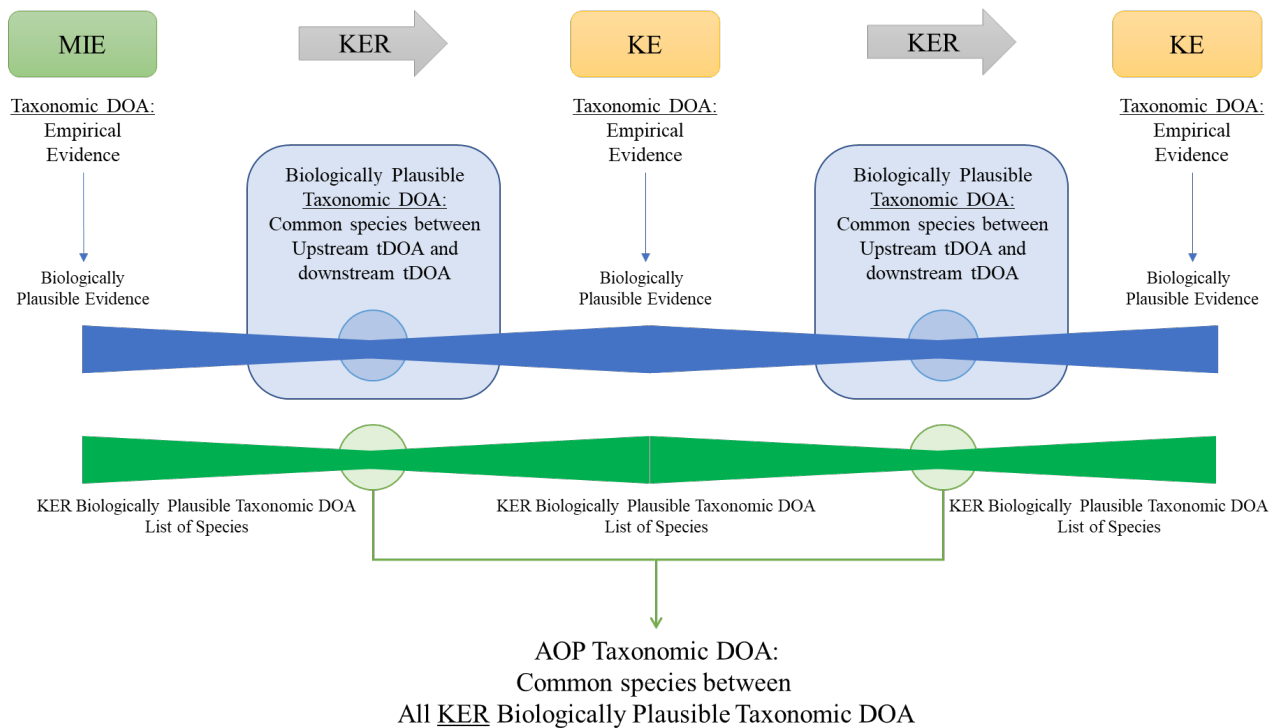 MIE
KER
KE
KER
KE
Taxonomic DOA:
Empirical
Evidence
Biologically
Plausible Evidence
Biologically Plausible
Taxonomic DOA:
Common species between
Upstream tDOA and
downstream tDOA
Taxonomic DOA:
Empirical
Evidence
Biologically
Plausible Evidence
Biologically Plausible
Taxonomic DOA:
Common species between
Upstream tDOA and
downstream tDOA
Taxonomic DOA:
Empirical
Evidence
Biologically
Plausible Evidence
KER Biologically Plausible Taxonomic DOA
List of Species
KER Biologically Plausible Taxonomic DOA
List of Species
KER Biologically Plausible Taxonomic DOA
List of Species
AOP Taxonomic DOA:
Common species between
All KER Biologically Plausible Taxonomic DOA